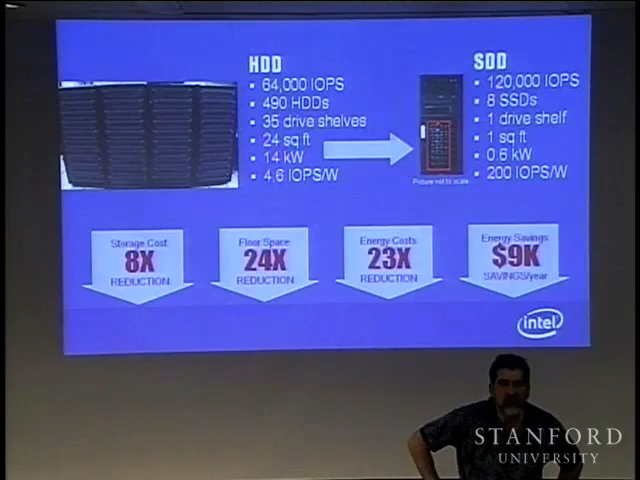 HDD
64,000 IOPS
490 HDDs
35 drive shelves
24 sq ft
14 kW
4.6 IOPS/W
SDD
120,000 IOPS
8 SSDs
1 drive shelf
1 sq ft
0.6 kW
200 IOPS/W
Picture not to scale
Storage Cost
8X
REDUCTION
Floor Space
24X
REDUCTION
Energy Costs
23X
REDUCTION
Energy Savings
$9K
SAVINGS/year
intel
STANFORD
UNIVERSITY